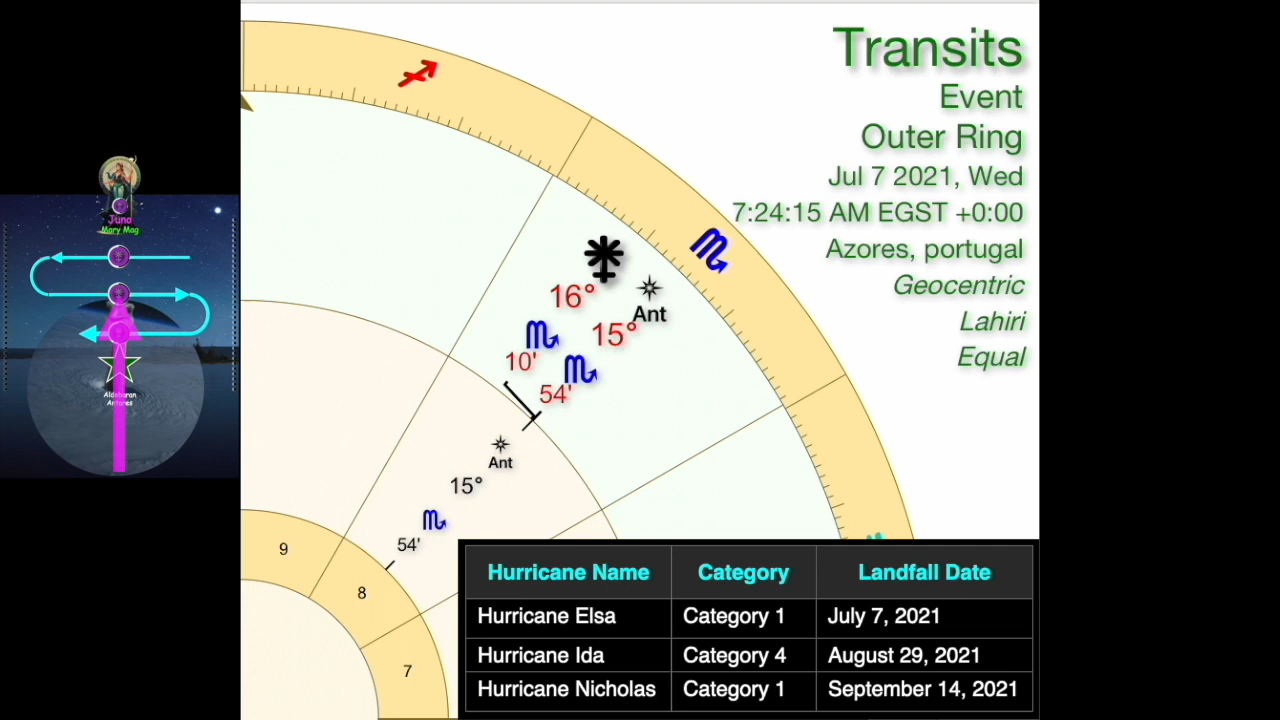 Transits
Event
Outer Ring
Jul 7 2021, Wed
7:24:15 AM EGST +0:00
Azores, portugal
Geocentric
Lahiri
Equal
Juno
Mary Mag
Aldebaran
Antares
16°
10'
Ant
15°
54'
Ant
15°
54'
9
8
7
Hurricane Name Category Landfall Date
Hurricane Elsa Category 1 July 7, 2021
Hurricane Ida Category 4 August 29, 2021
Hurricane Nicholas Category 1 September 14, 2021